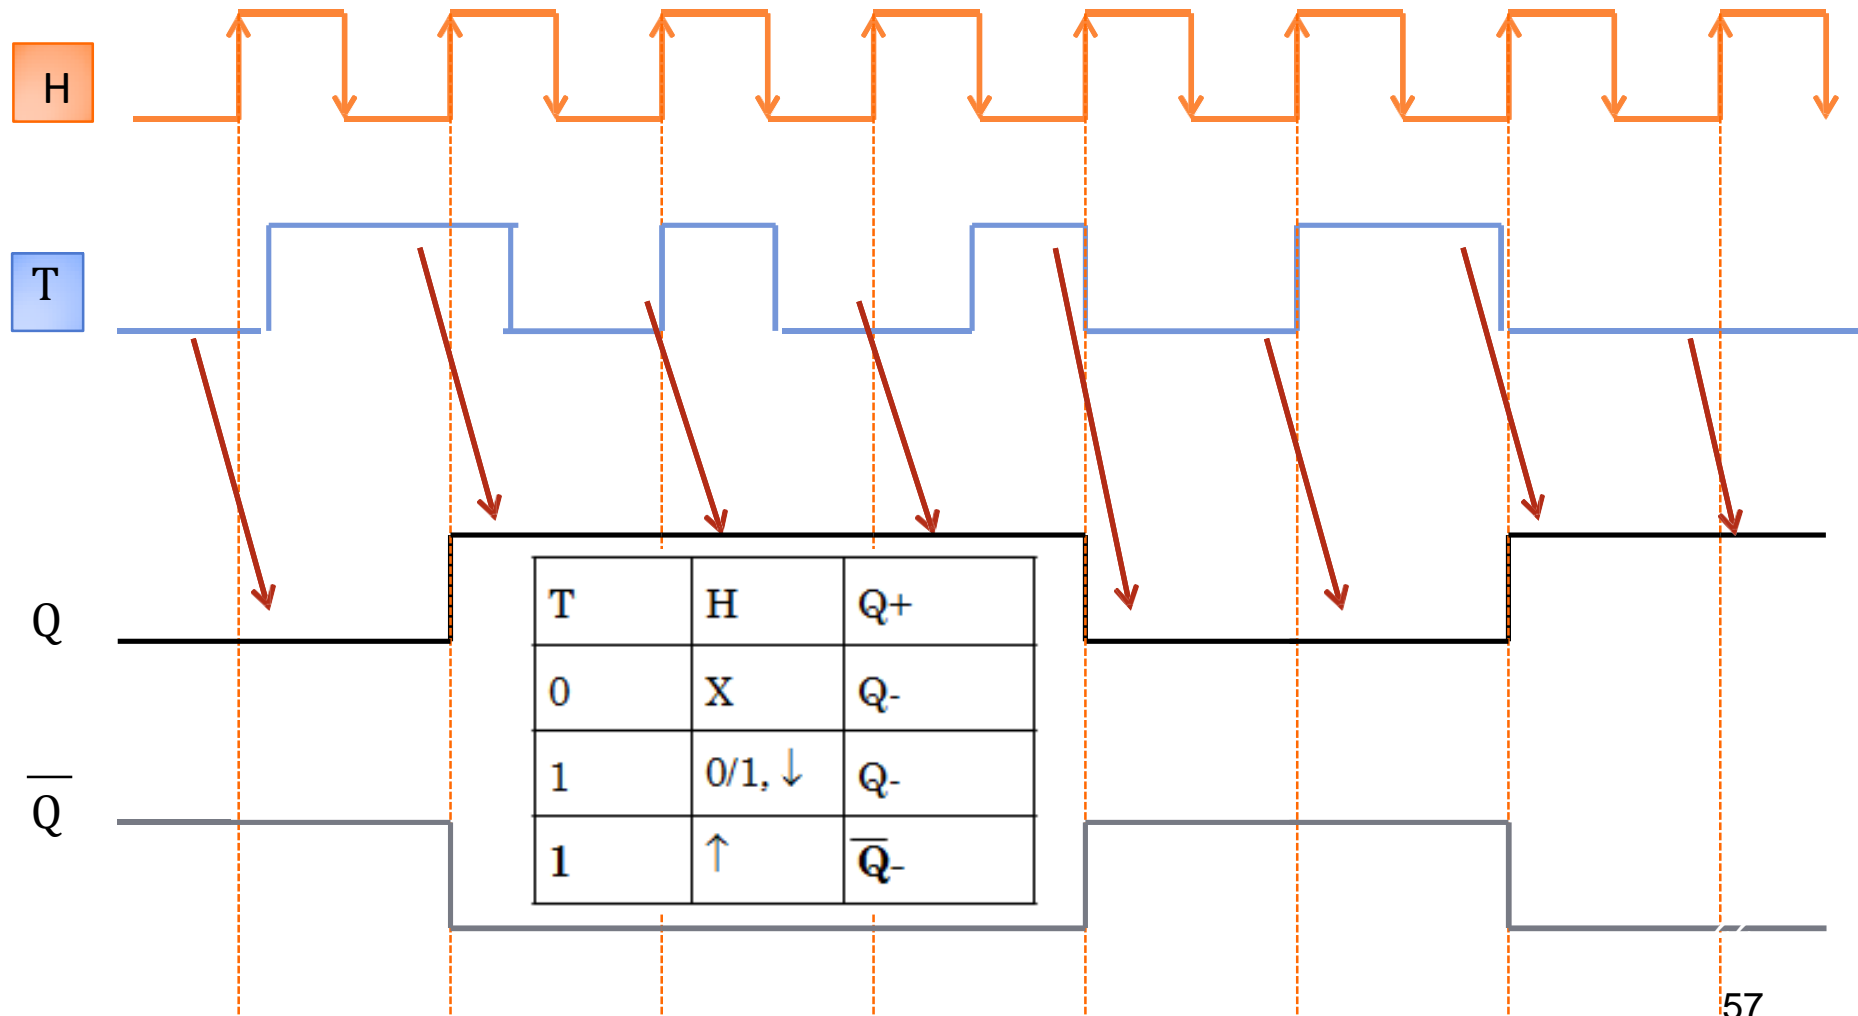 H
T
Q
Q̅
T H Q+
0 X Q-
1 0/1, ↓ Q-
1 ↑ Q̅-
57